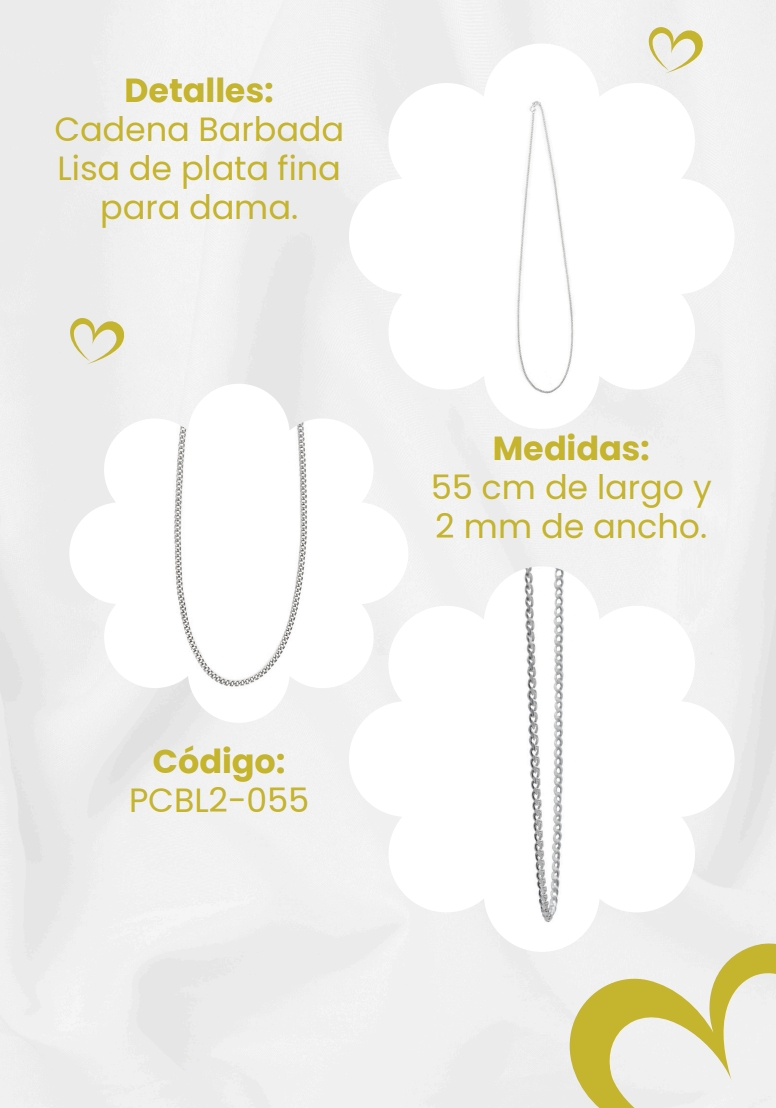 Detalles:
Cadena Barbada
Lisa de plata fina
para dama.
Medidas:
55 cm de largo y
2 mm de ancho.
Código:
PCBL2-055